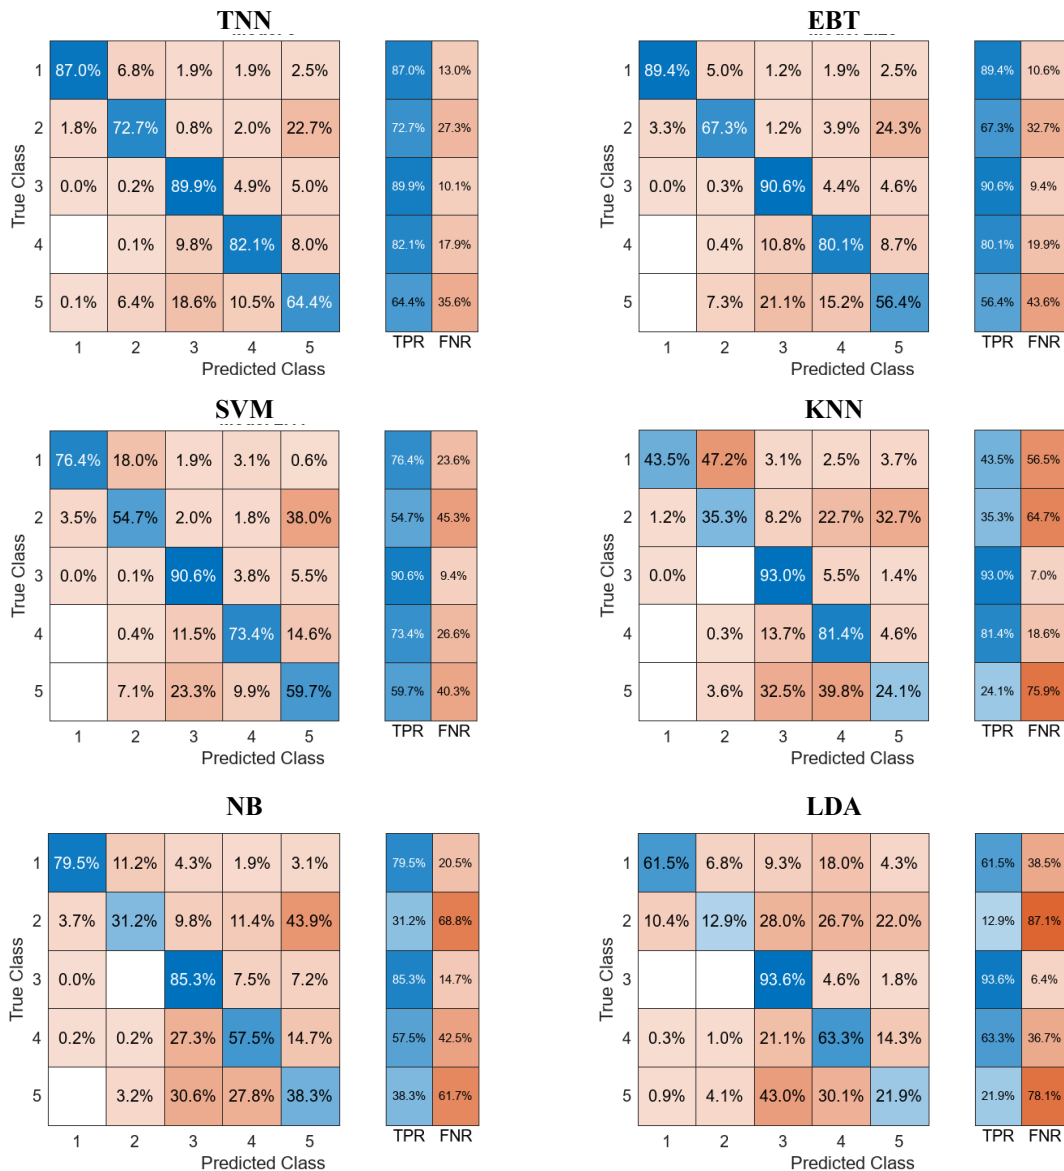 TNN
1 87.0% 6.8% 1.9% 1.9% 2.5% 87.0% 13.0%
2 1.8% 72.7% 0.8% 2.0% 22.7% 72.7% 27.3%
3 0.0% 0.2% 89.9% 4.9% 5.0% 89.9% 10.1%
4 0.1% 9.8% 82.1% 8.0% 82.1% 17.9%
5 0.1% 6.4% 18.6% 10.5% 64.4% 64.4% 35.6%
True Class
1 2 3 4 5 TPR FNR
Predicted Class
EBT
1 89.4% 5.0% 1.2% 1.9% 2.5% 89.4% 10.6%
2 3.3% 67.3% 1.2% 3.9% 24.3% 67.3% 32.7%
3 0.0% 0.3% 90.6% 4.4% 4.6% 90.6% 9.4%
4 0.4% 10.8% 80.1% 8.7% 80.1% 19.9%
5 7.3% 21.1% 15.2% 56.4% 56.4% 43.6%
True Class
1 2 3 4 5 TPR FNR
Predicted Class
SVM
1 76.4% 18.0% 1.9% 3.1% 0.6% 76.4% 23.6%
2 3.5% 54.7% 2.0% 1.8% 38.0% 54.7% 45.3%
3 0.0% 0.1% 90.6% 3.8% 5.5% 90.6% 9.4%
4 0.4% 11.5% 73.4% 14.6% 73.4% 26.6%
5 7.1% 23.3% 9.9% 59.7% 59.7% 40.3%
True Class
1 2 3 4 5 TPR FNR
Predicted Class
KNN
1 43.5% 47.2% 3.1% 2.5% 3.7% 43.5% 56.5%
2 1.2% 35.3% 8.2% 22.7% 32.7% 35.3% 64.7%
3 0.0% 93.0% 5.5% 1.4% 93.0% 7.0%
4 0.3% 13.7% 81.4% 4.6% 81.4% 18.6%
5 3.6% 32.5% 39.8% 24.1% 24.1% 75.9%
True Class
1 2 3 4 5 TPR FNR
Predicted Class
NB
1 79.5% 11.2% 4.3% 1.9% 3.1% 79.5% 20.5%
2 3.7% 31.2% 9.8% 11.4% 43.9% 31.2% 68.8%
3 0.0% 85.3% 7.5% 7.2% 85.3% 14.7%
4 0.2% 0.2% 27.3% 57.5% 14.7% 57.5% 42.5%
5 3.2% 30.6% 27.8% 38.3% 38.3% 61.7%
True Class
1 2 3 4 5 TPR FNR
Predicted Class
LDA
1 61.5% 6.8% 9.3% 18.0% 4.3% 61.5% 38.5%
2 10.4% 12.9% 28.0% 26.7% 22.0% 12.9% 87.1%
3 93.6% 4.6% 1.8% 93.6% 6.4%
4 0.3% 1.0% 21.1% 63.3% 14.3% 63.3% 36.7%
5 0.9% 4.1% 43.0% 30.1% 21.9% 21.9% 78.1%
True Class
1 2 3 4 5 TPR FNR
Predicted Class